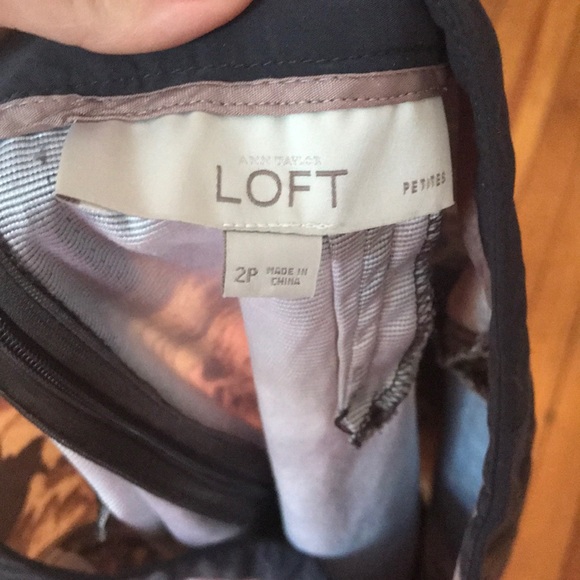 ANN TAYLOR
LOFT
PETITES
2P MADE IN
CHINA